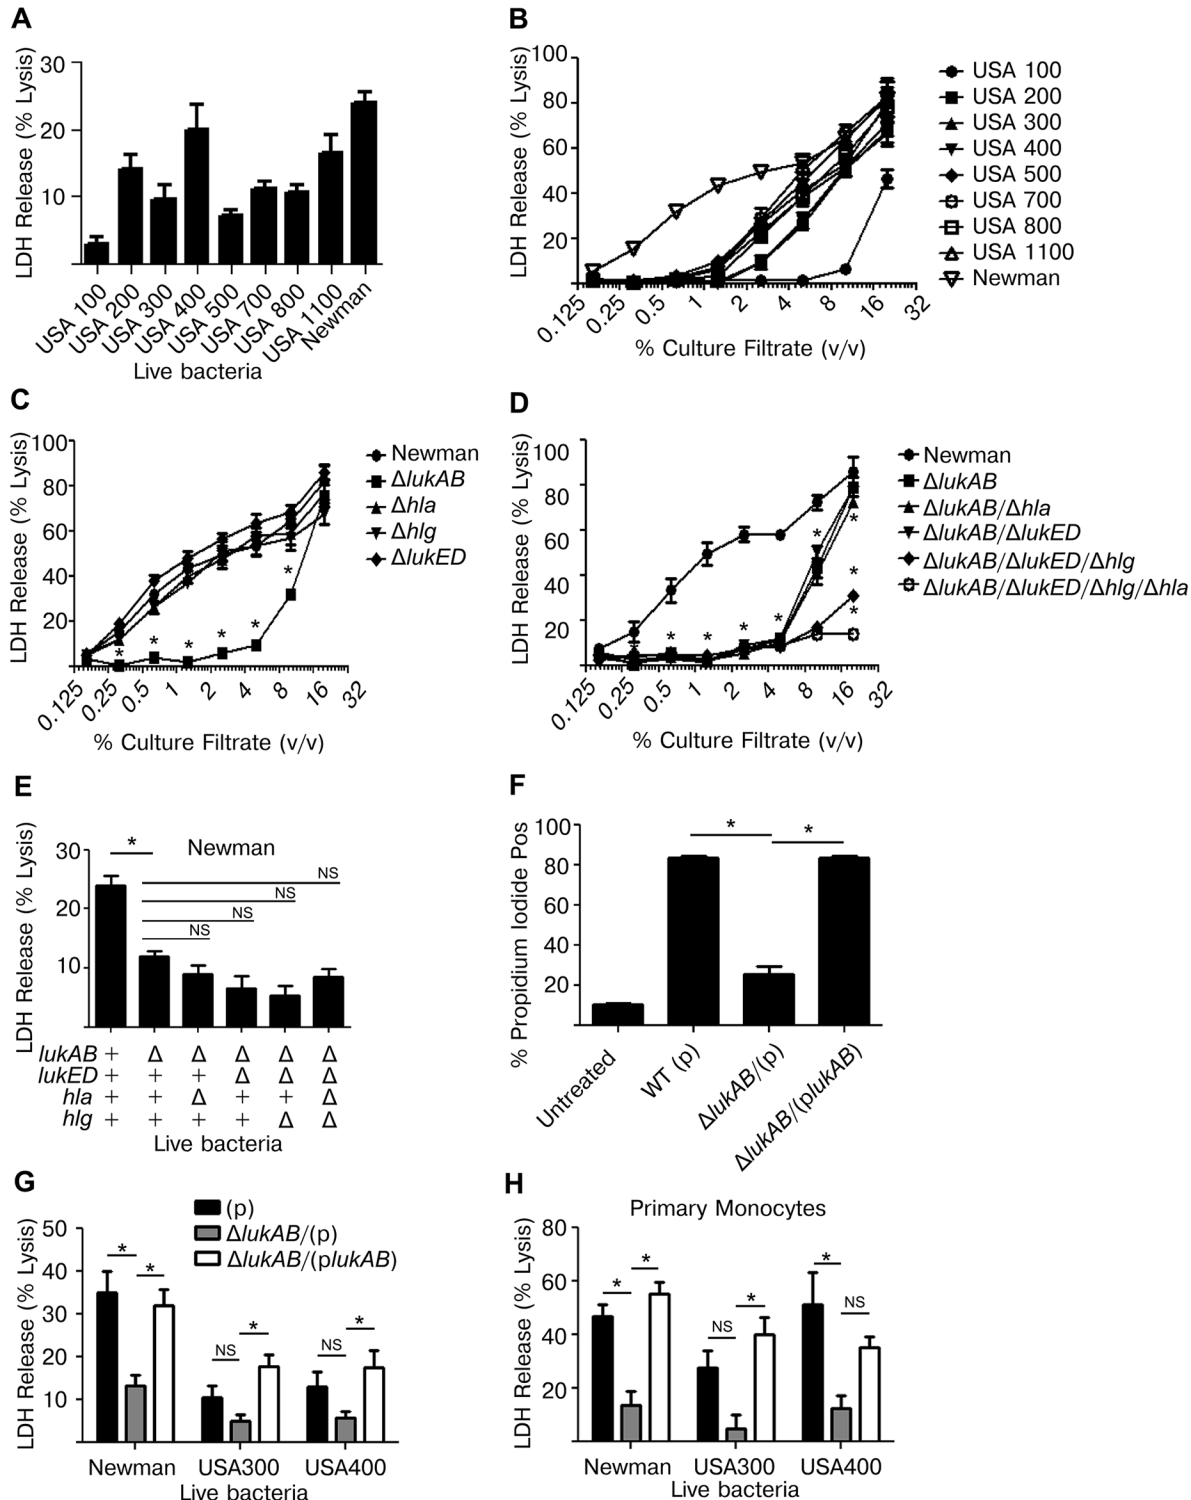 A
LDH Release (% Lysis)
30
20
10
USA 100
USA 200
USA 300
USA 400
USA 500
USA 700
USA 800
USA 1100
Newman
Live bacteria
B
LDH Release (% Lysis)
100
80
60
40
20
0.125
0.25
0.5
1
2
4
8
16
32
% Culture Filtrate (v/v)
USA 100
USA 200
USA 300
USA 400
USA 500
USA 700
USA 800
USA 1100
Newman
C
LDH Release (% Lysis)
100
80
60
40
20
* * * * * *
0.125
0.25
0.5
1
2
4
8
16
32
% Culture Filtrate (v/v)
Newman
ΔlukAB
Δhla
Δhlg
ΔlukED
D
LDH Release (% Lysis)
100
80
60
40
20
* * * * * * * * *
0.125
0.25
0.5
1
2
4
8
16
32
% Culture Filtrate (v/v)
Newman
ΔlukAB
ΔlukAB/Δhla
ΔlukAB/ΔlukED
ΔlukAB/ΔlukED/Δhlg
ΔlukAB/ΔlukED/Δhlg/Δhla
E
LDH Release (% Lysis)
30
20
10
* Newman
NS
NS
NS
NS
lukAB + Δ Δ Δ Δ Δ
lukED + + + Δ Δ Δ
hla + + Δ + + Δ
hlg + + + + Δ Δ
Live bacteria
F
% Propidium Iodide Pos
100
80
60
40
20
* *
Untreated
WT (p)
ΔlukAB/(p)
ΔlukAB/(plukAB)
G
LDH Release (% Lysis)
(p)
ΔlukAB/(p)
ΔlukAB/(plukAB)
50
40
30
20
10
* *
NS *
NS *
Newman USA300 USA400
Live bacteria
H
Primary Monocytes
LDH Release (% Lysis)
80
60
40
20
* *
NS *
* NS
Newman USA300 USA400
Live bacteria